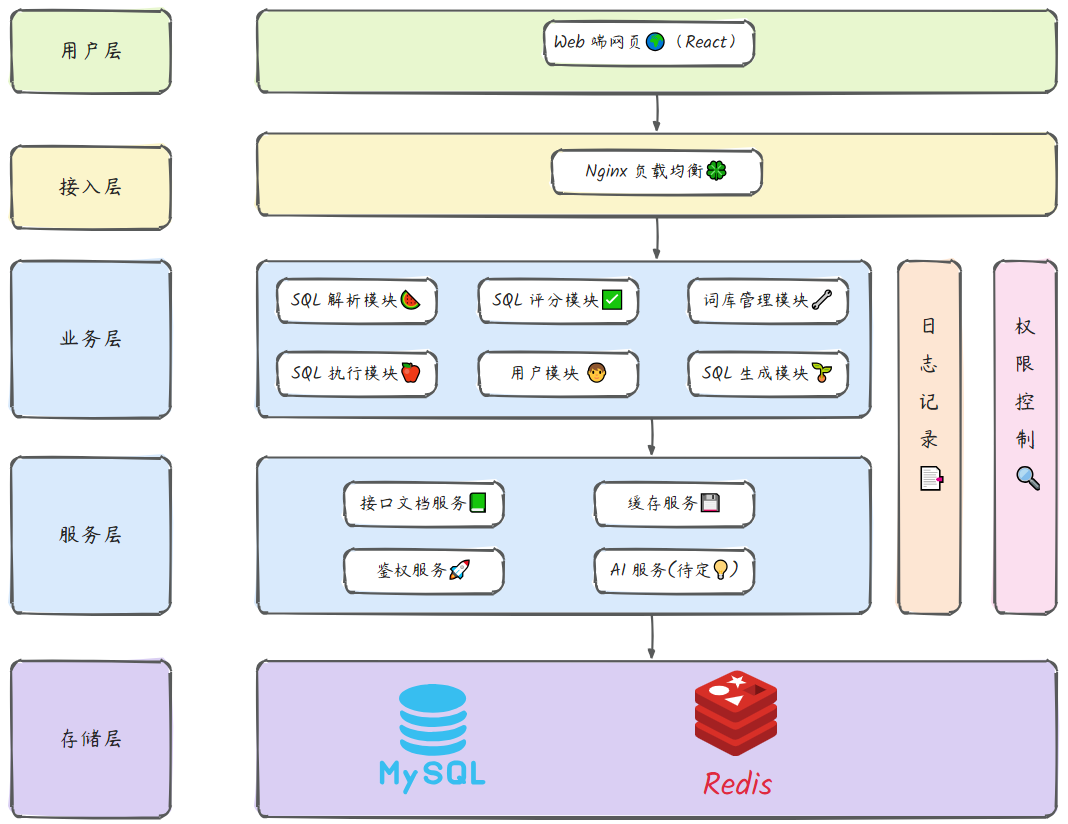 用户层
Web 端网页🌍（React）
接入层
Nginx 负载均衡🍀
业务层
SQL 解析模块🍉
SQL 评分模块✅
词库管理模块🦴
SQL 执行模块🍎
用户模块 🧑
SQL 生成模块🌱
日志记录📑
权限控制🔍
服务层
接口文档服务📗
缓存服务💾
鉴权服务🚀
AI 服务(待定💡)
存储层
MySQL
Redis